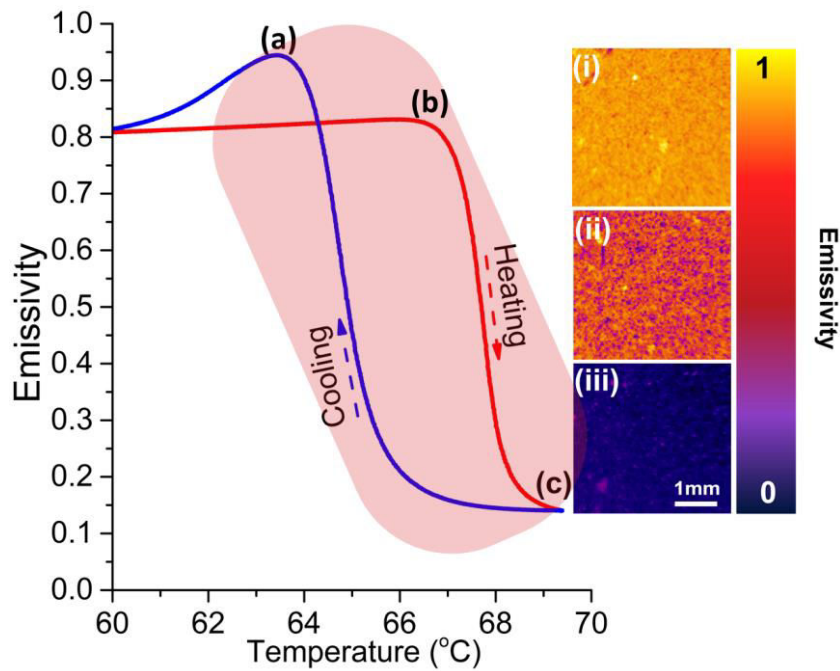 1.0
0.9
0.8
0.7
0.6
0.5
0.4
0.3
0.2
0.1
0.0
Emissivity
60
62
64
66
68
70
Temperature (°C)
(a)
(b)
(c)
Heating
Cooling
(i)
(ii)
(iii)
1mm
1
0
Emissivity